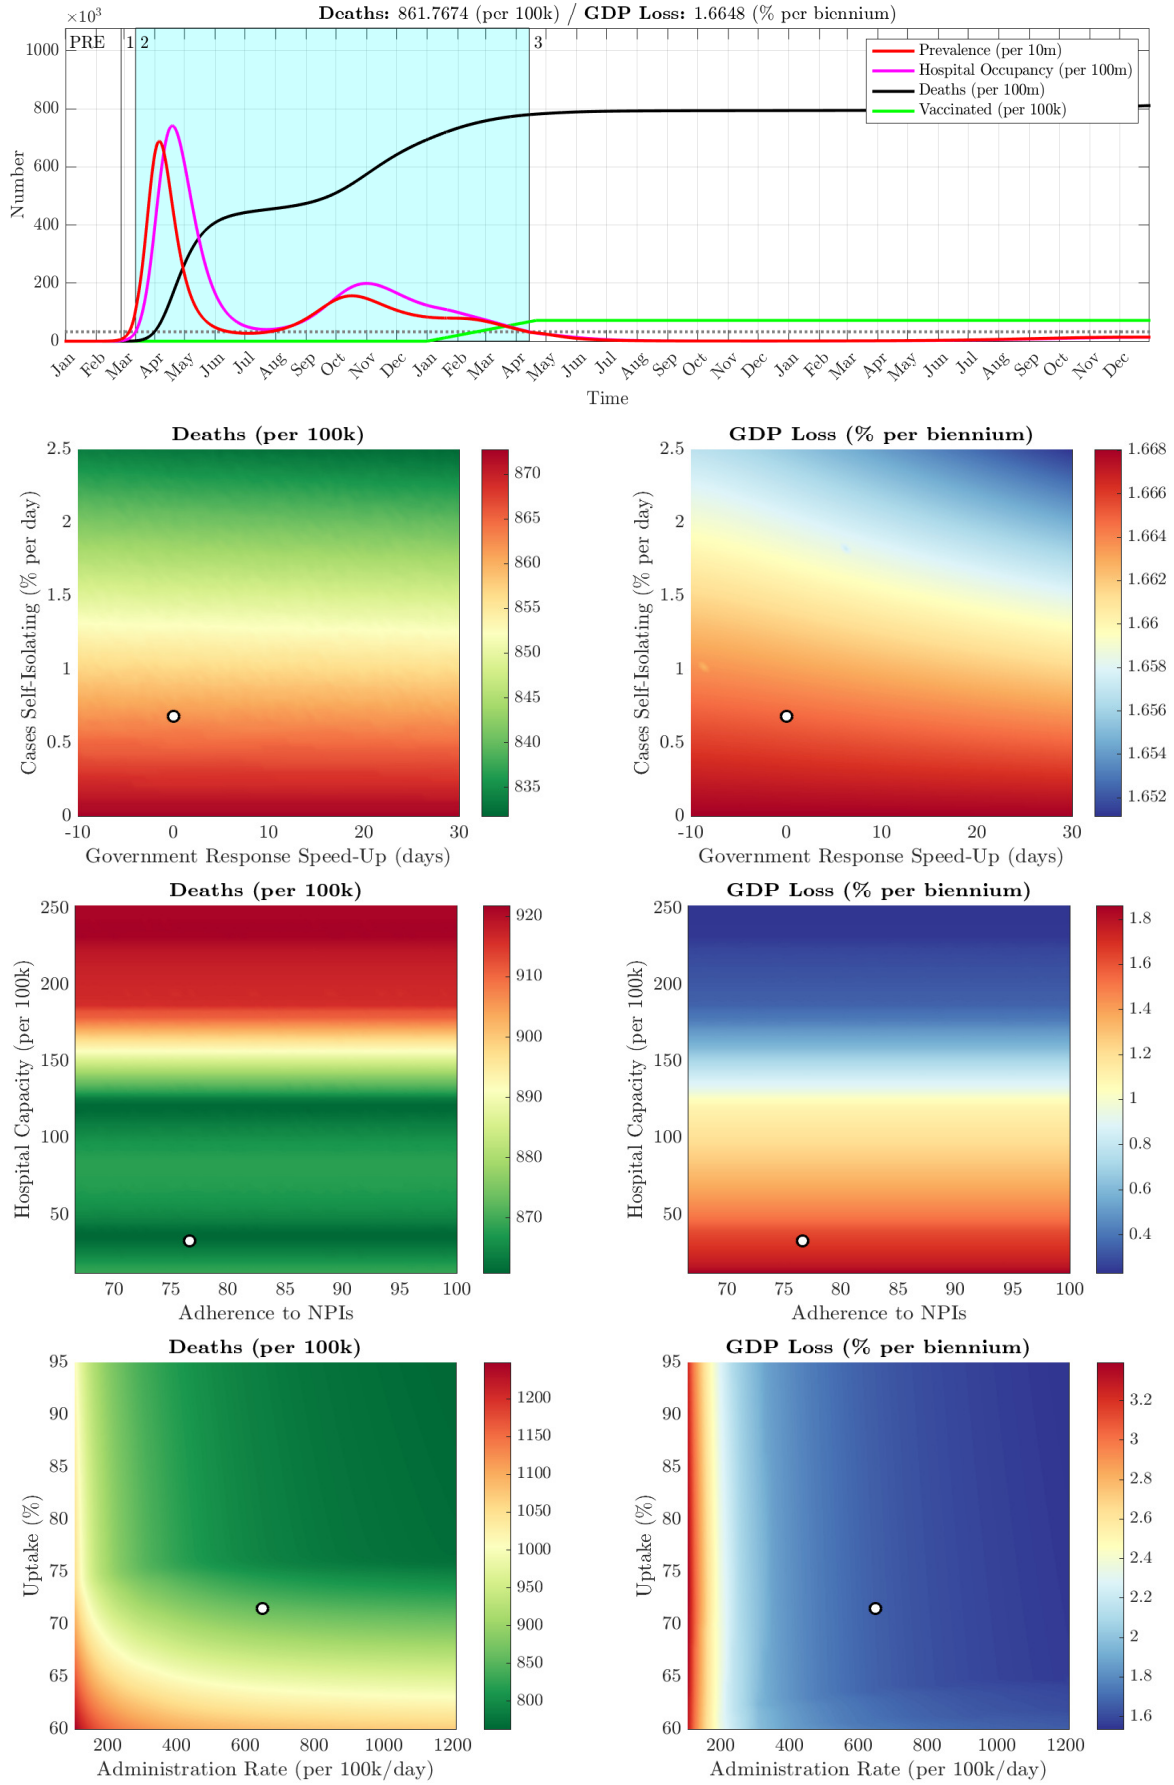 Deaths: 861.7674 (per 100k) / GDP Loss: 1.6648 (% per biennium)
×10³
PRE 1 2 3
Prevalence (per 10m)
Hospital Occupancy (per 100m)
Deaths (per 100m)
Vaccinated (per 100k)
1000
800
600
400
200
0
Number
Jan Feb Mar Apr May Jun Jul Aug Sep Oct Nov Dec Jan Feb Mar Apr May Jun Jul Aug Sep Oct Nov Dec Jan Feb Mar Apr May Jun Jul Aug Sep Oct Nov Dec
Time
Deaths (per 100k)
2.5
2
1.5
1
0.5
0
Cases Self-Isolating (% per day)
-10 0 10 20 30
Government Response Speed-Up (days)
870
865
860
855
850
845
840
835
GDP Loss (% per biennium)
2.5
2
1.5
1
0.5
0
Cases Self-Isolating (% per day)
-10 0 10 20 30
Government Response Speed-Up (days)
1.668
1.666
1.664
1.662
1.66
1.658
1.656
1.654
1.652
Deaths (per 100k)
250
200
150
100
50
Hospital Capacity (per 100k)
70 75 80 85 90 95 100
Adherence to NPIs
920
910
900
890
880
870
GDP Loss (% per biennium)
250
200
150
100
50
Hospital Capacity (per 100k)
70 75 80 85 90 95 100
Adherence to NPIs
1.8
1.6
1.4
1.2
1
0.8
0.6
0.4
Deaths (per 100k)
95
90
85
80
75
70
65
60
Uptake (%)
200 400 600 800 1000 1200
Administration Rate (per 100k/day)
1200
1150
1100
1050
1000
950
900
850
800
GDP Loss (% per biennium)
95
90
85
80
75
70
65
60
Uptake (%)
200 400 600 800 1000 1200
Administration Rate (per 100k/day)
3.2
3
2.8
2.6
2.4
2.2
2
1.8
1.6